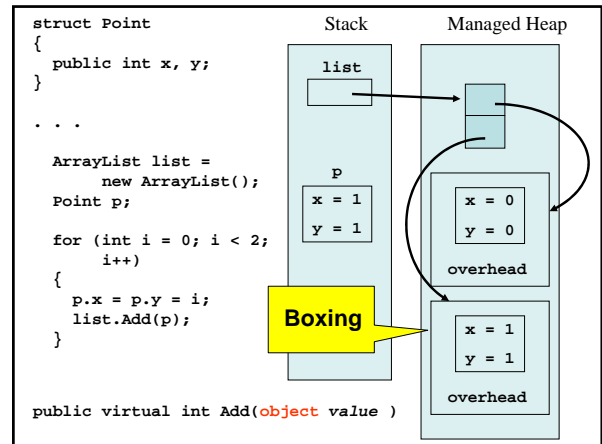 struct Point
{
public int x, y;
}
. . .
ArrayList list =
new ArrayList();
Point p;
for (int i = 0; i < 2;
i++)
{
p.x = p.y = i;
list.Add(p);
}
public virtual int Add(object value )
Stack
list
p
x = 1
y = 1
Boxing
Managed Heap
x = 0
y = 0
overhead
x = 1
y = 1
overhead